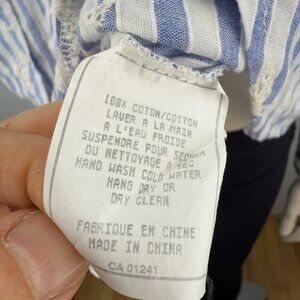 100% COTON/COTTON
LAVER A LA MAIN
A L'EAU FROIDE
SUSPENDRE POUR SECHER
OU NETTOYAGE A SEC
HAND WASH COLD WATER
HANG DRY OR
DRY CLEAN
FABRIQUE EN CHINE
MADE IN CHINA
CA 01241